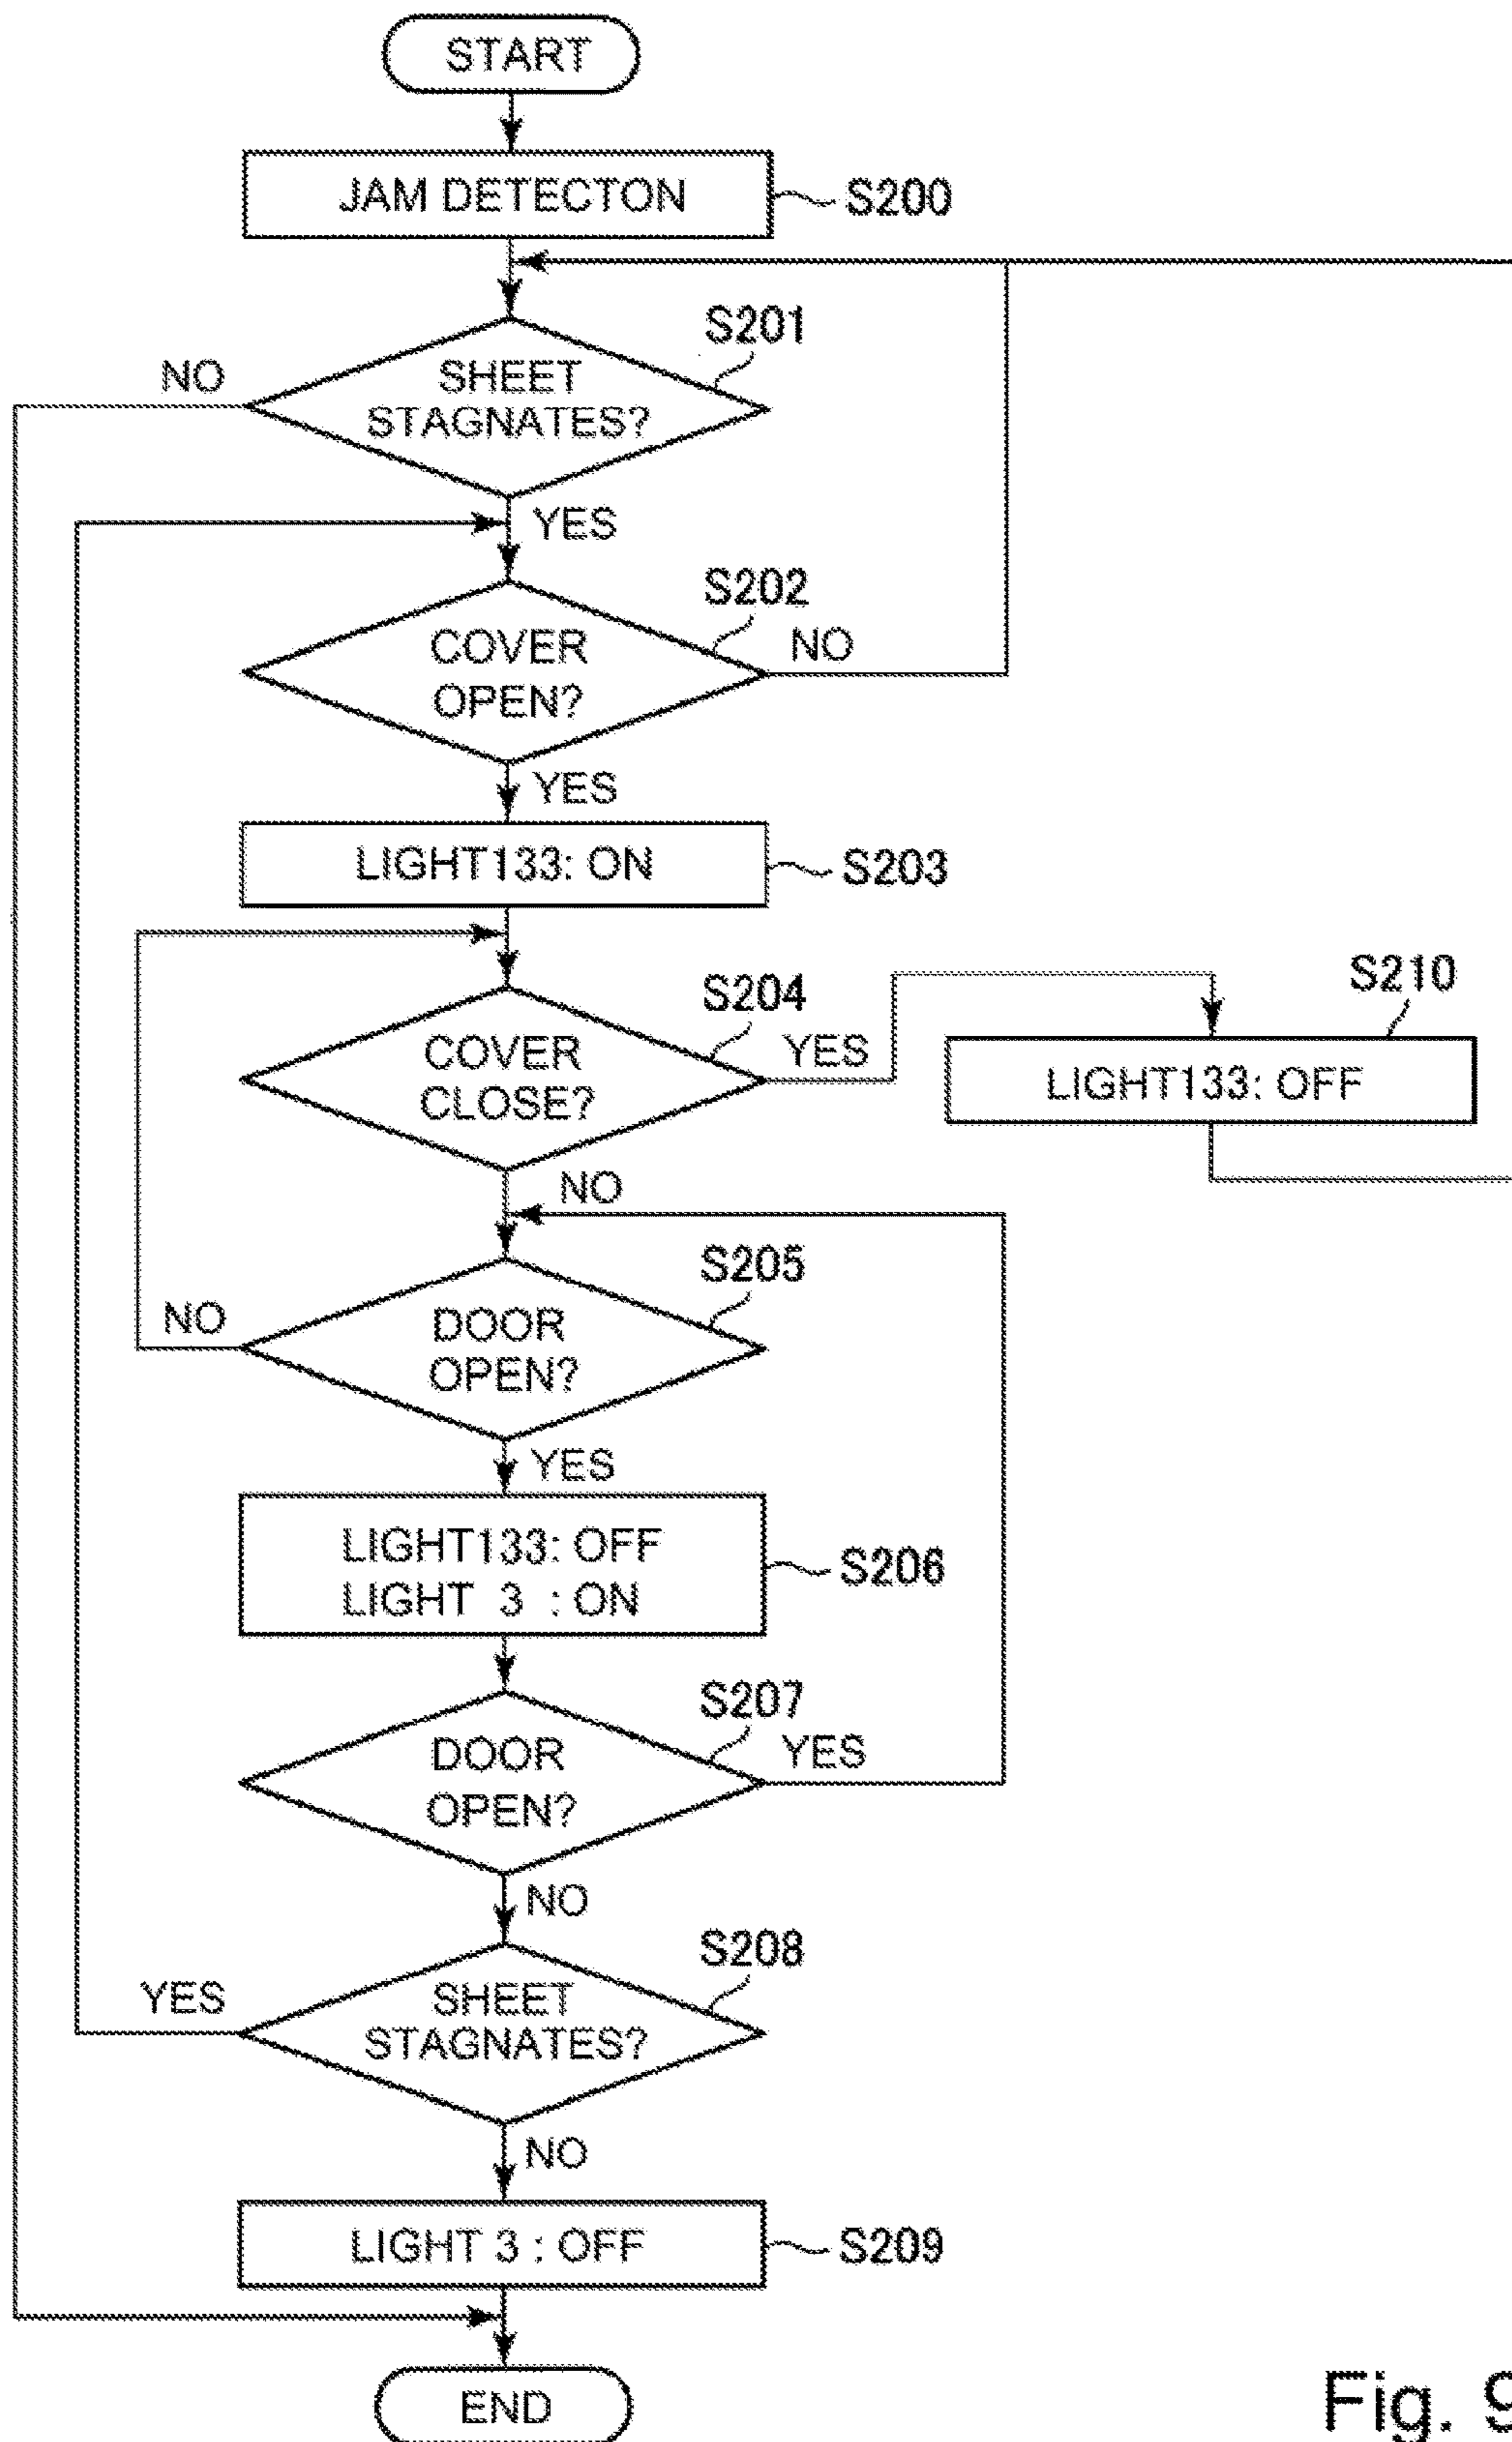 START
JAM DETECTON
S200
S201
NO
SHEET
STAGNATES?
YES
S202
COVER
OPEN?
NO
YES
LIGHT133: ON
S203
S204
COVER
CLOSE?
YES
S210
LIGHT133: OFF
NO
S205
NO
DOOR
OPEN?
YES
LIGHT133: OFF
LIGHT 3 : ON
S206
S207
DOOR
OPEN?
YES
NO
S208
YES
SHEET
STAGNATES?
NO
LIGHT 3 : OFF
S209
END
Fig. 9